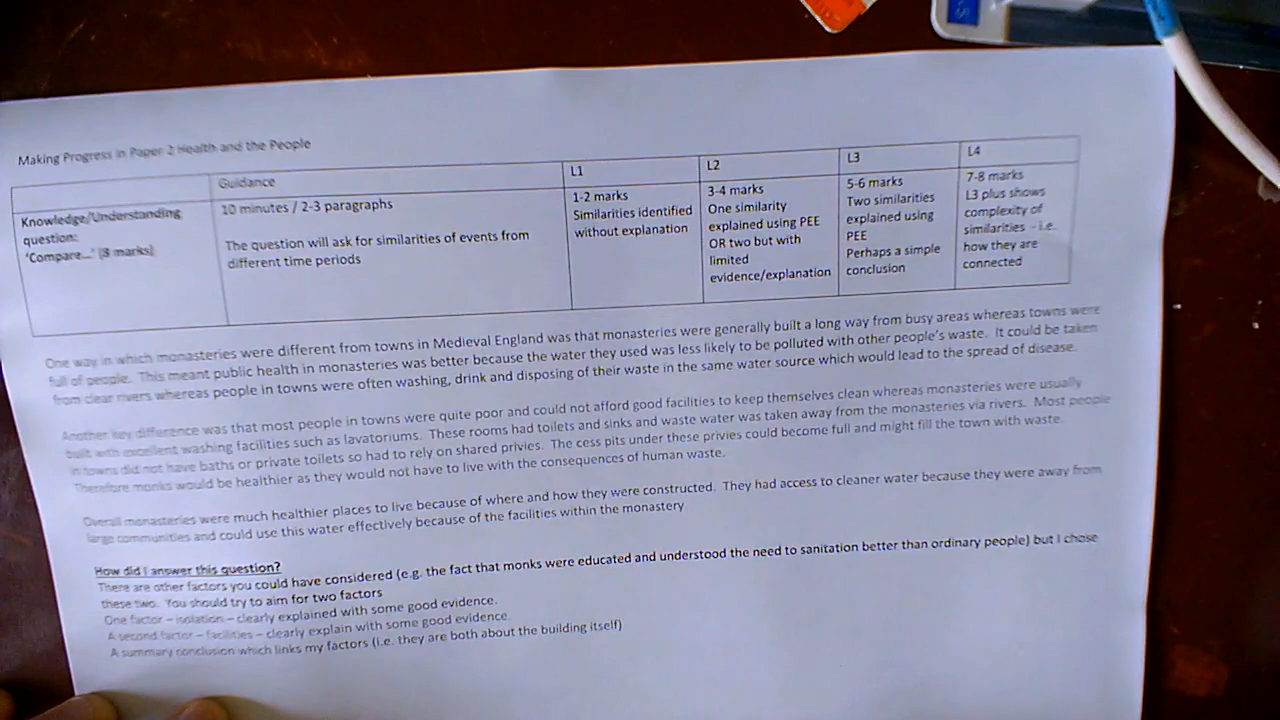 Making Progress in Paper 2 Health and the People
Guidance
L1
L2
L3
L4
Knowledge/Understanding
question:
'Compare...' (8 marks)
10 minutes / 2-3 paragraphs
The question will ask for similarities of events from
different time periods
1-2 marks
Similarities identified
without explanation
3-4 marks
One similarity
explained using PEE
OR two but with
limited
evidence/explanation
5-6 marks
Two similarities
explained using
PEE
Perhaps a simple
conclusion
7-8 marks
L3 plus shows
complexity of
similarities - i.e.
how they are
connected
One way in which monasteries were different from towns in Medieval England was that monasteries were generally built a long way from busy areas whereas towns were
full of people. This meant public health in monasteries was better because the water they used was less likely to be polluted with other people's waste. It could be taken
from clear rivers whereas people in towns were often washing, drink and disposing of their waste in the same water source which would lead to the spread of disease.
Another key difference was that most people in towns were quite poor and could not afford good facilities to keep themselves clean whereas monasteries were usually
built with excellent washing facilities such as lavatoriums. These rooms had toilets and sinks and waste water was taken away from the monasteries via rivers. Most people
in towns did not have baths or private toilets so had to rely on shared privies. The cess pits under these privies could become full and might fill the town with waste.
Therefore monks would be healthier as they would not have to live with the consequences of human waste.
Overall monasteries were much healthier places to live because of where and how they were constructed. They had access to cleaner water because they were away from
large communities and could use this water effectively because of the facilities within the monastery
How did I answer this question?
There are other factors you could have considered (e.g. the fact that monks were educated and understood the need to sanitation better than ordinary people) but I chose
these two. You should try to aim for two factors
One factor – isolation – clearly explained with some good evidence.
A second factor – facilities – clearly explain with some good evidence.
A summary conclusion which links my factors (i.e. they are both about the building itself)